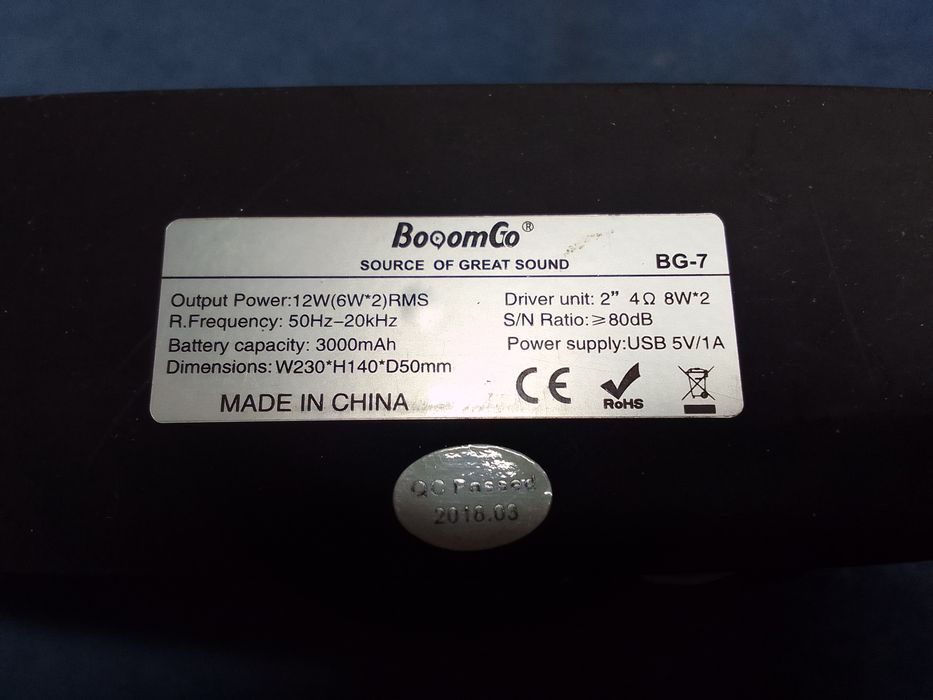 BooomGo®
SOURCE OF GREAT SOUND
BG-7
Output Power:12W(6W*2)RMS
R.Frequency: 50Hz–20kHz
Battery capacity: 3000mAh
Dimensions: W230*H140*D50mm
MADE IN CHINA
Driver unit: 2” 4Ω 8W*2
S/N Ratio:≥80dB
Power supply:USB 5V/1A
CE
RoHS
QC Passed
2018.03